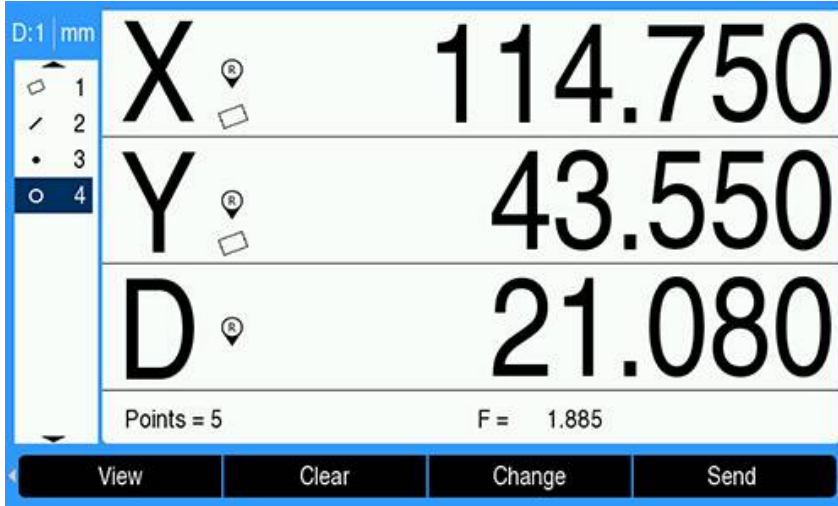 D:1 mm
1
2
3
4
X R 114.750
Y R 43.550
D R 21.080
Points = 5 F = 1.885
View Clear Change Send